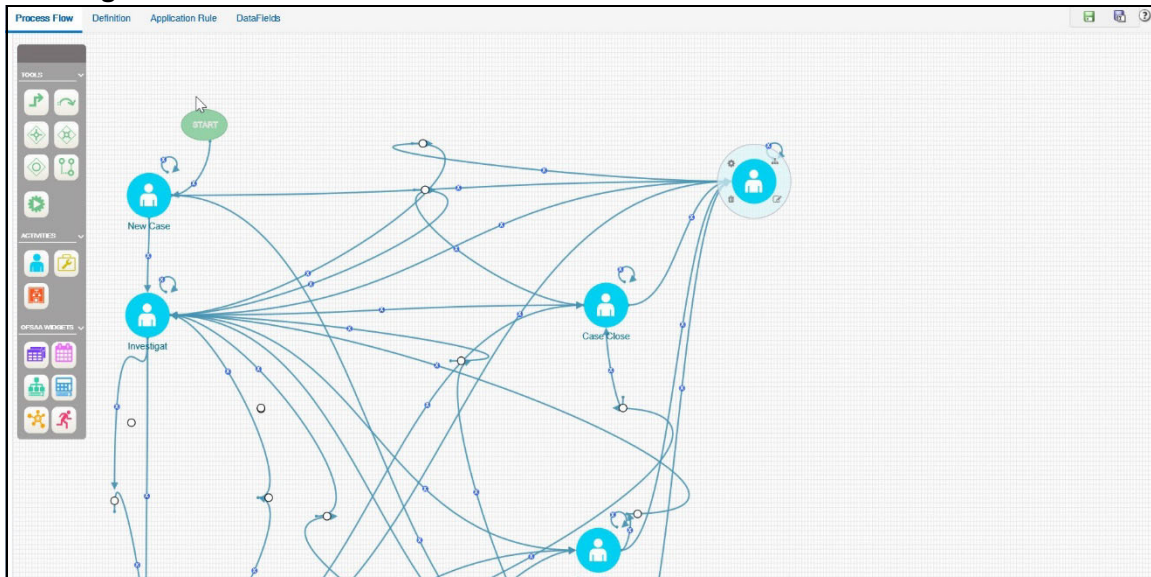 Process Flow Definition Application Rule DataFields
TOOLS
START
New Case
ACTIVITIES
Investigat
Case Close
OFSAA WIDGETS